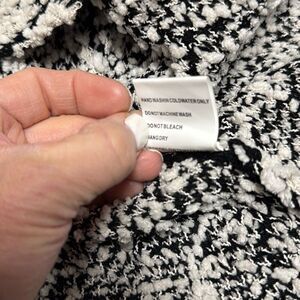 HAND WASH IN COLD WATER ONLY
DO NOT MACHINE WASH
DO NOT BLEACH
HANG DRY